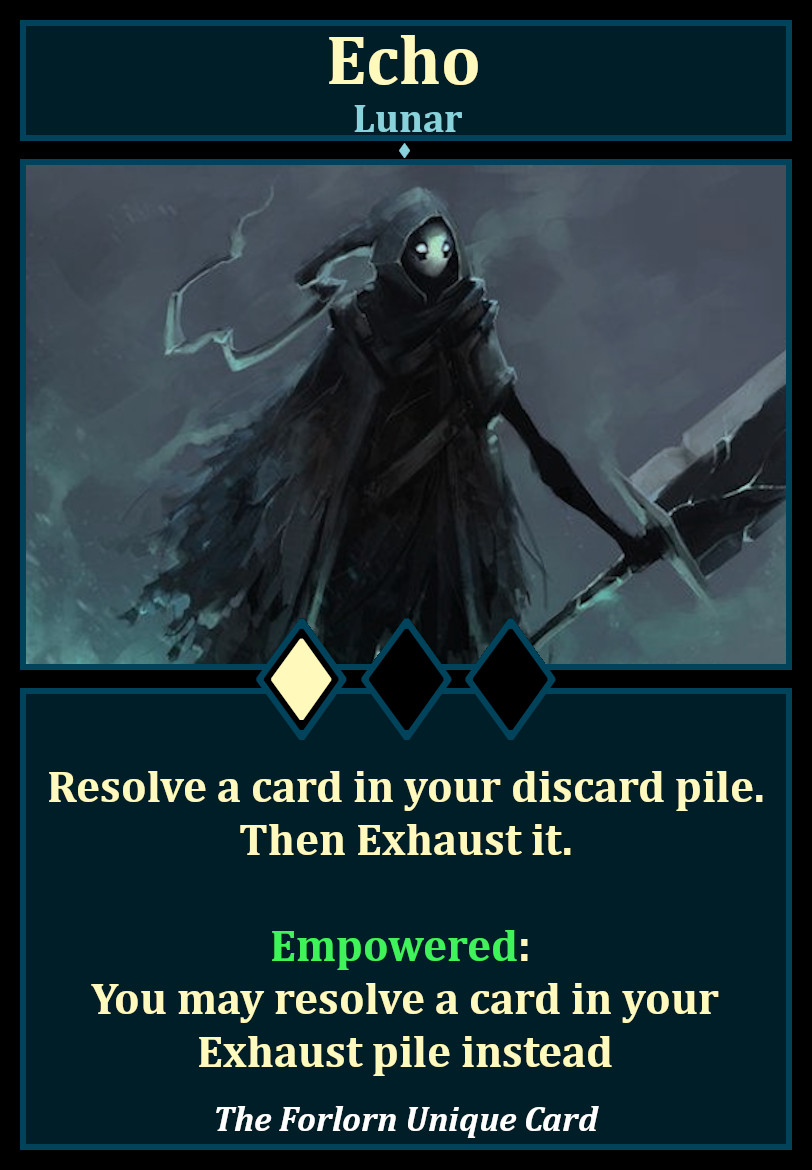 Echo
Lunar
Resolve a card in your discard pile.
Then Exhaust it.
Empowered:
You may resolve a card in your
Exhaust pile instead
The Forlorn Unique Card